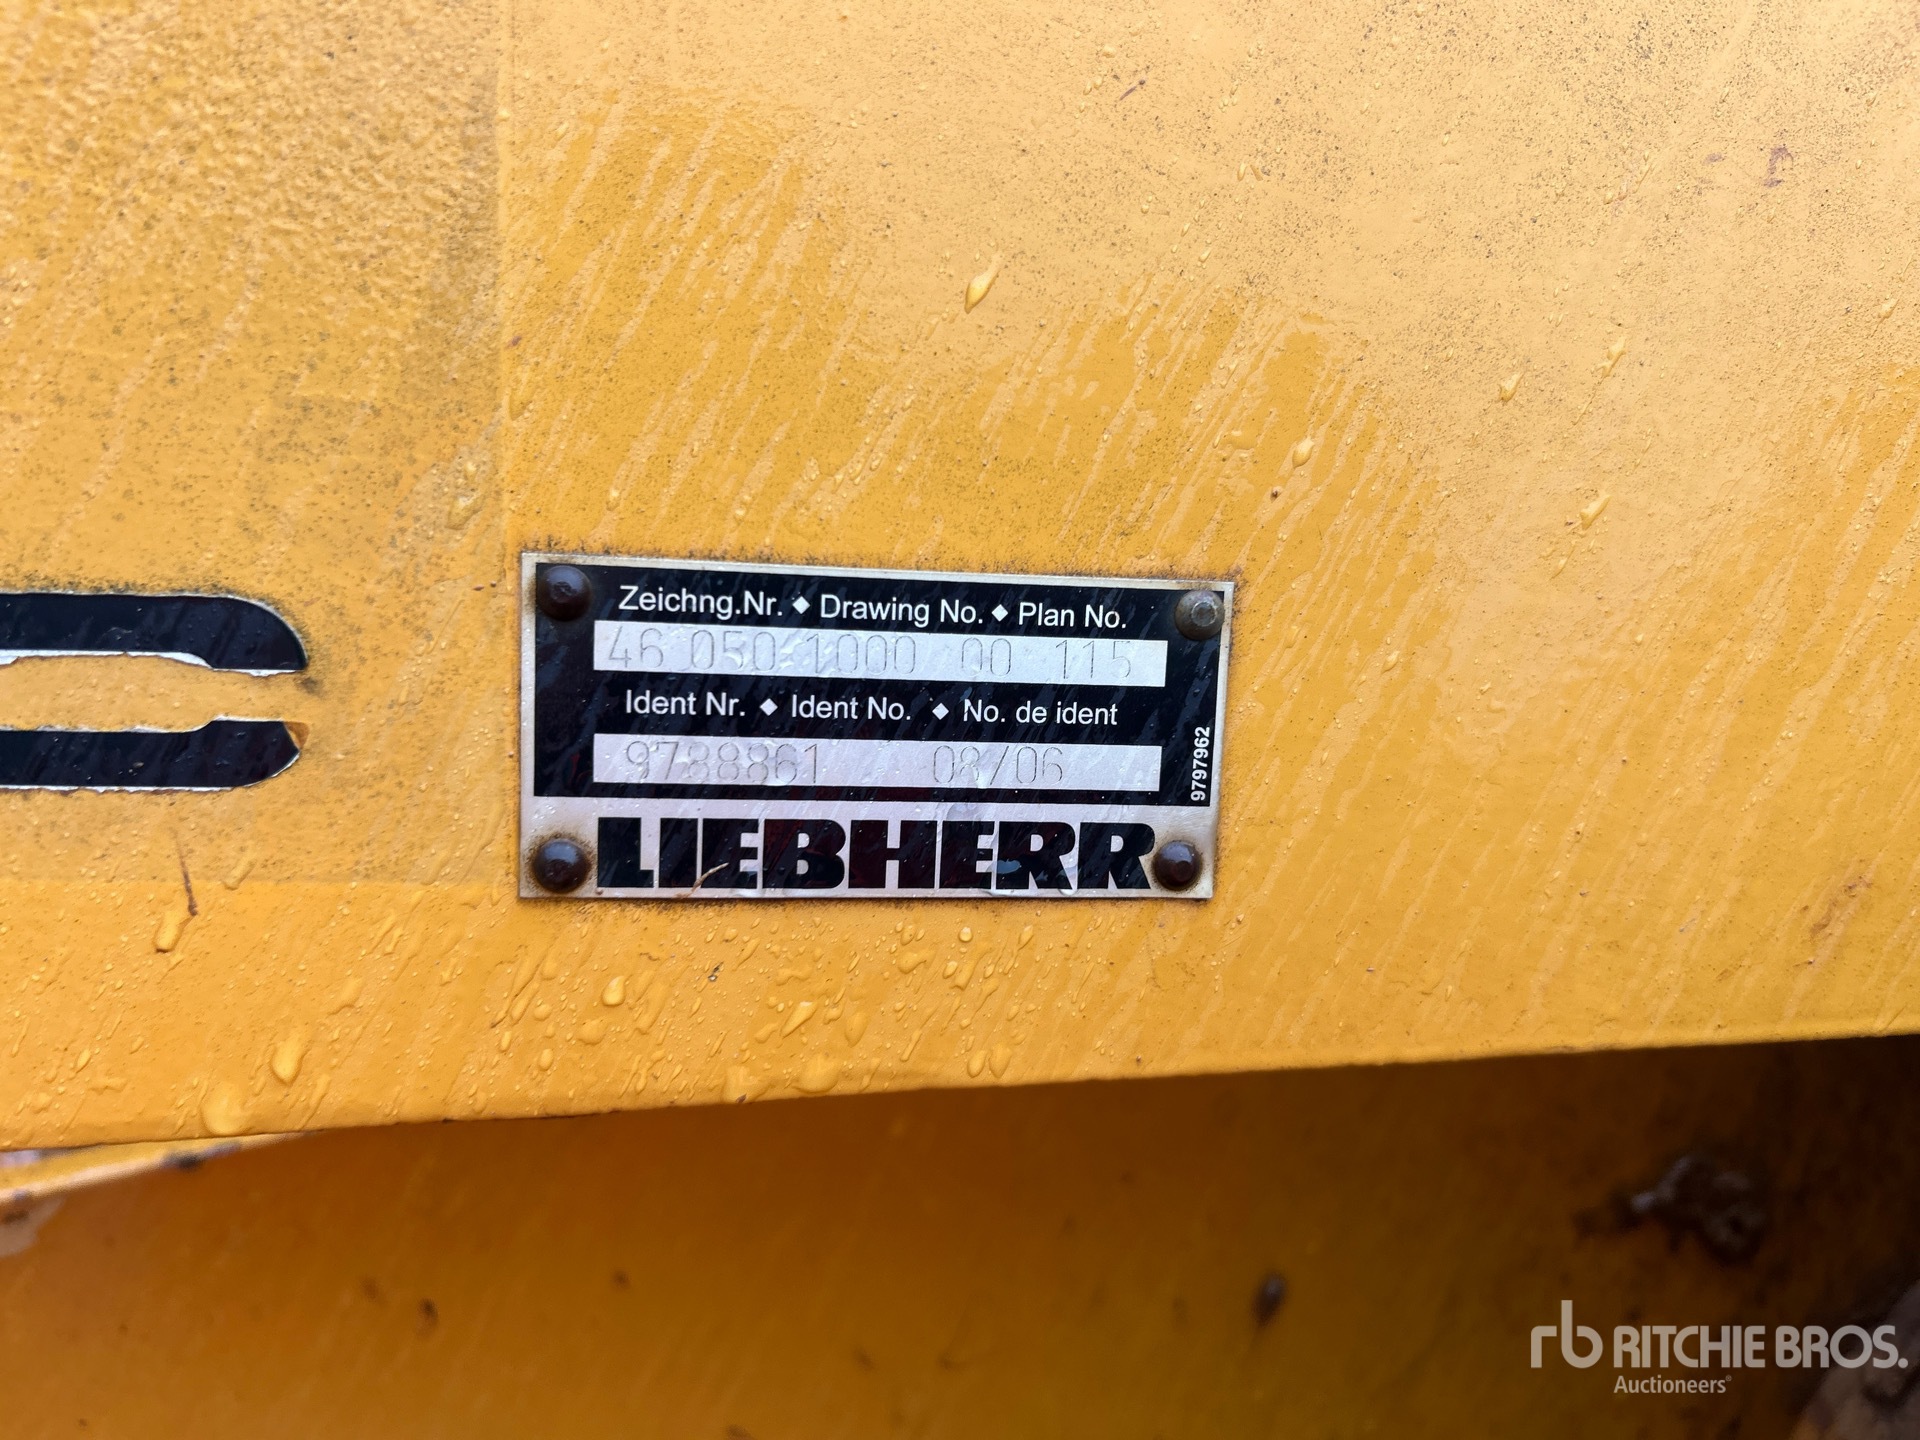 Zeichng.Nr. ◆ Drawing No. ◆ Plan No.
46 050 1000 00 115
Ident Nr. ◆ Ident No. ◆ No. de ident
9788861 08/06
9797962
LIEBHERR
rb RITCHIE BROS.
Auctioneers®